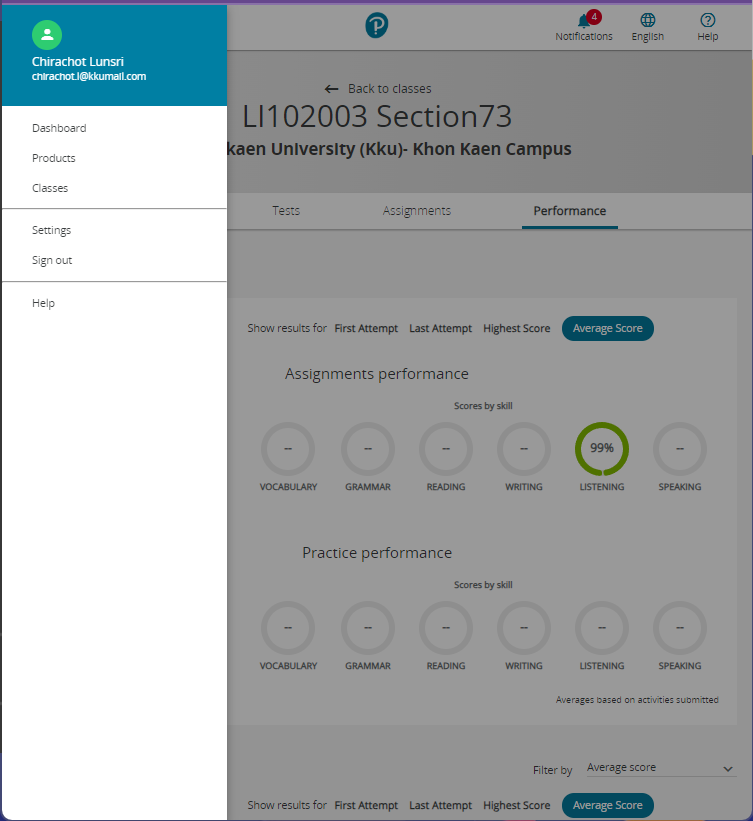 Chirachot Lunsri
chirachot.l@kkumail.com
Dashboard
Products
Classes
Settings
Sign out
Help
4
Notifications
English
Help
Back to classes
LI102003 Section73
kaen University (Kku)- Khon Kaen Campus
Tests
Assignments
Performance
Show results for First Attempt Last Attempt Highest Score Average Score
Assignments performance
Scores by skill
-- -- -- -- 99% --
VOCABULARY GRAMMAR READING WRITING LISTENING SPEAKING
Practice performance
Scores by skill
-- -- -- -- -- --
VOCABULARY GRAMMAR READING WRITING LISTENING SPEAKING
Averages based on activities submitted
Filter by Average score
Show results for First Attempt Last Attempt Highest Score Average Score